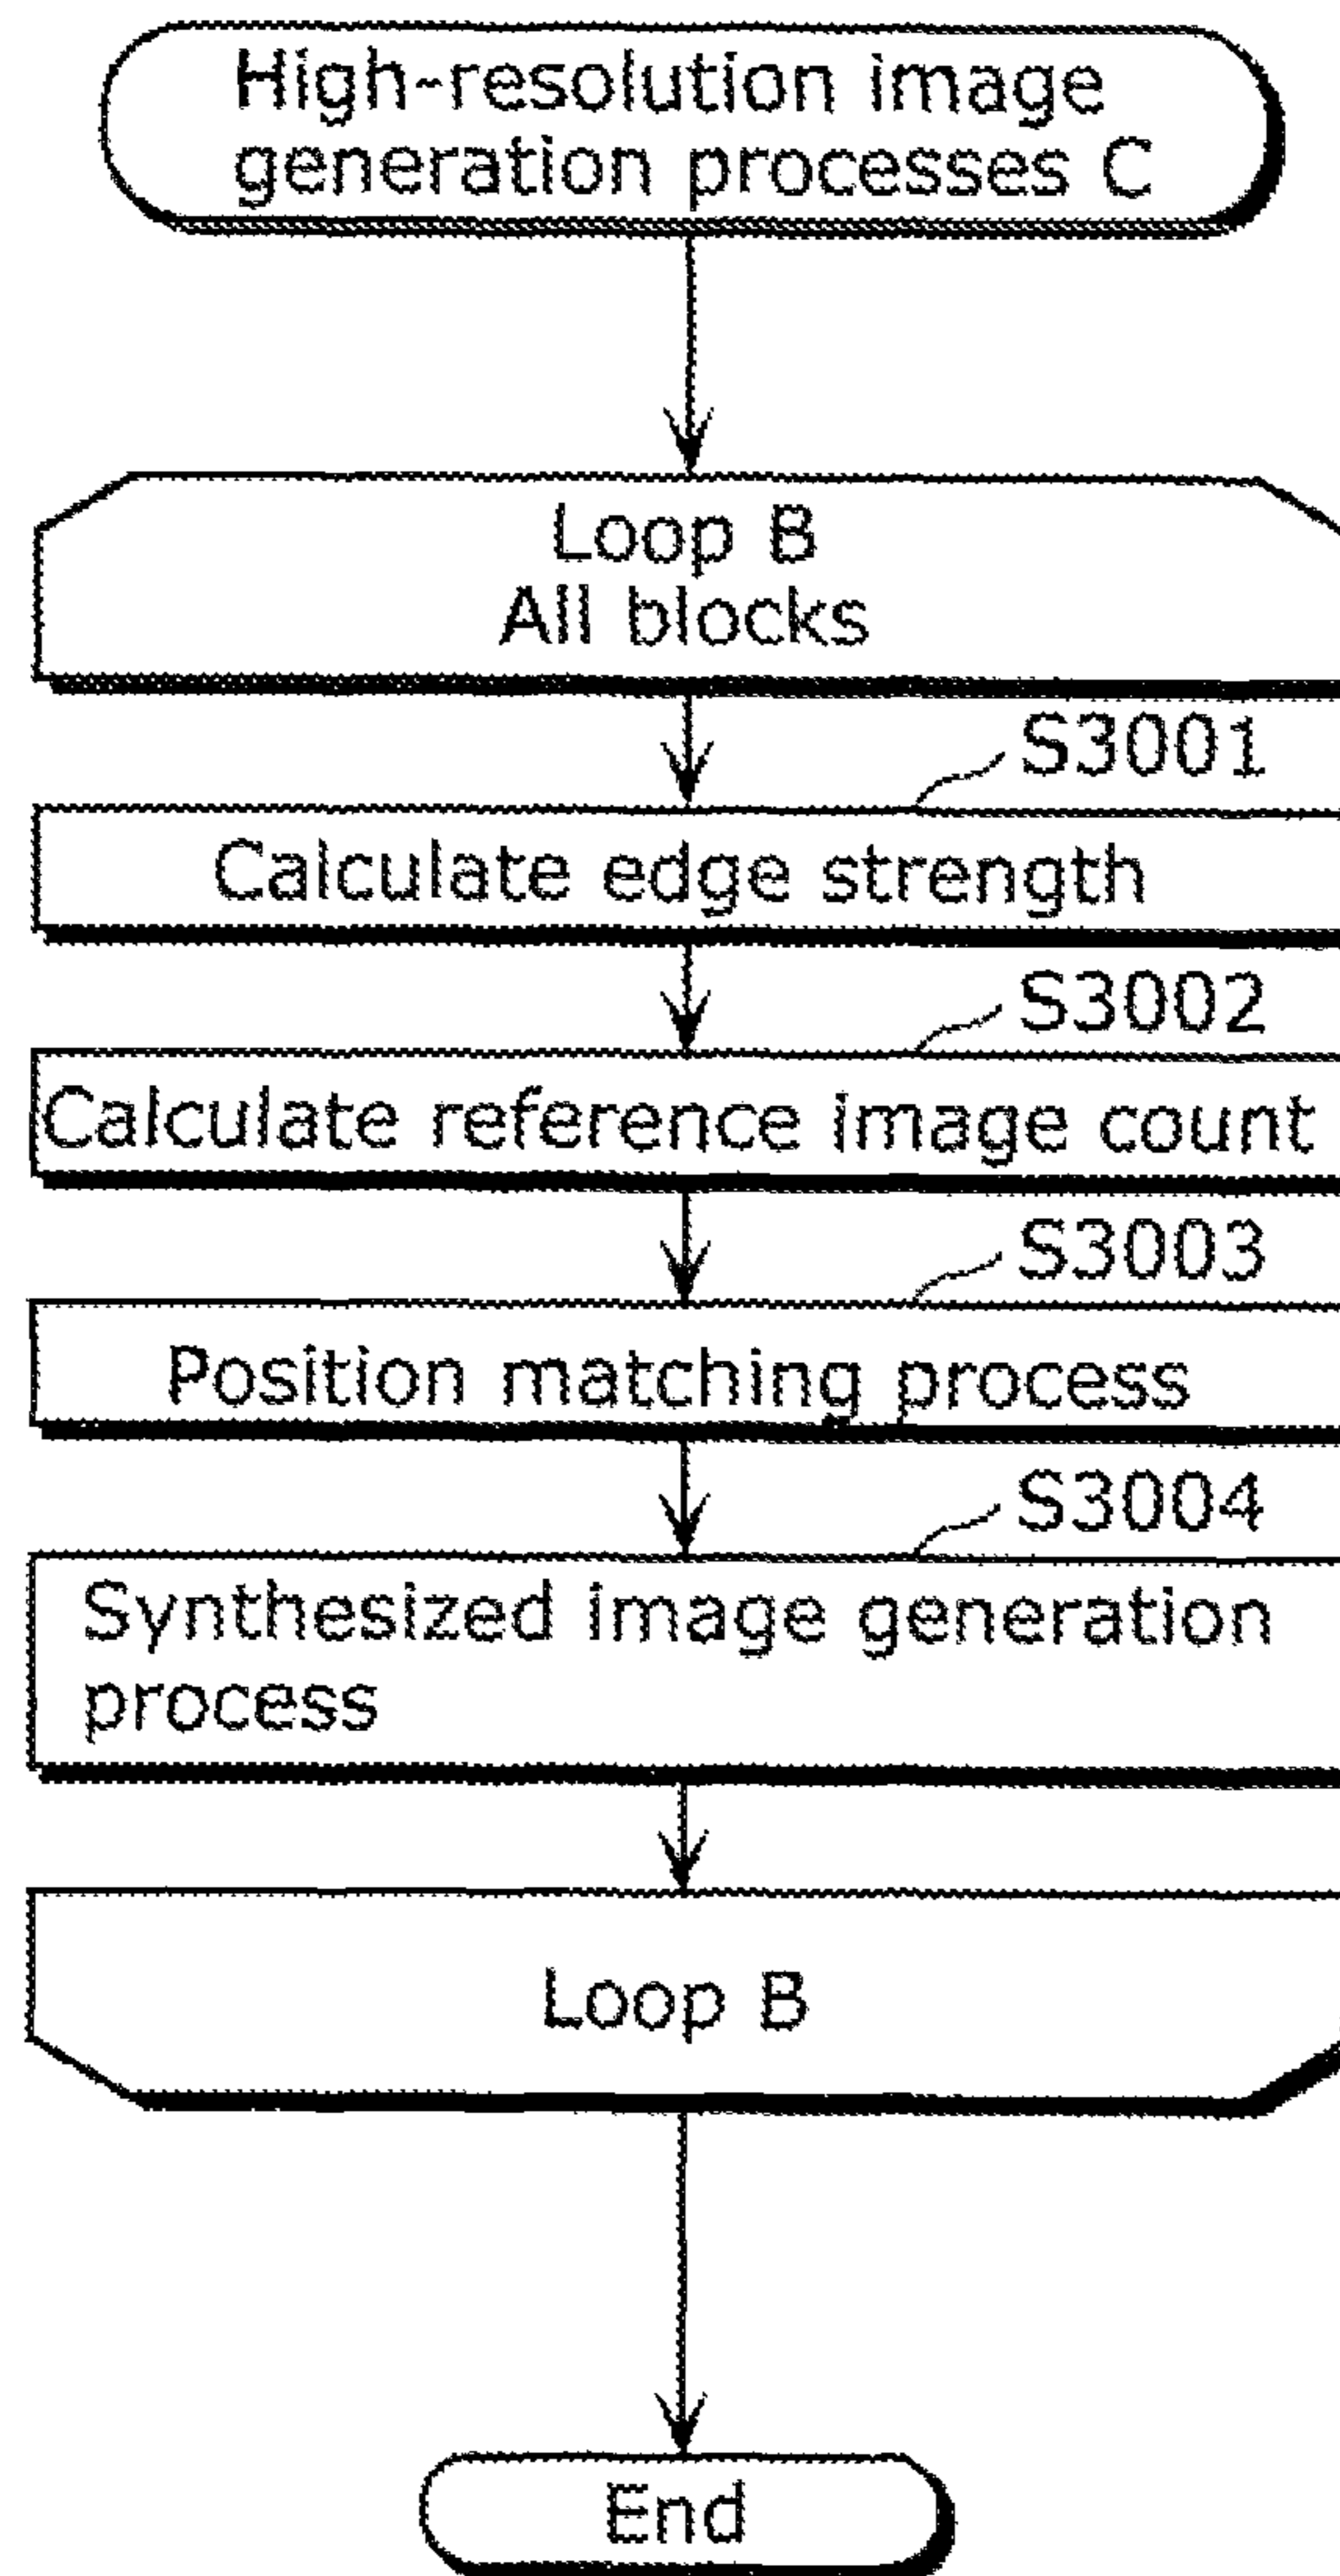 High-resolution image
generation processes C
Loop B
All blocks
S3001
Calculate edge strength
S3002
Calculate reference image count
S3003
Position matching process
S3004
Synthesized image generation
process
Loop B
End